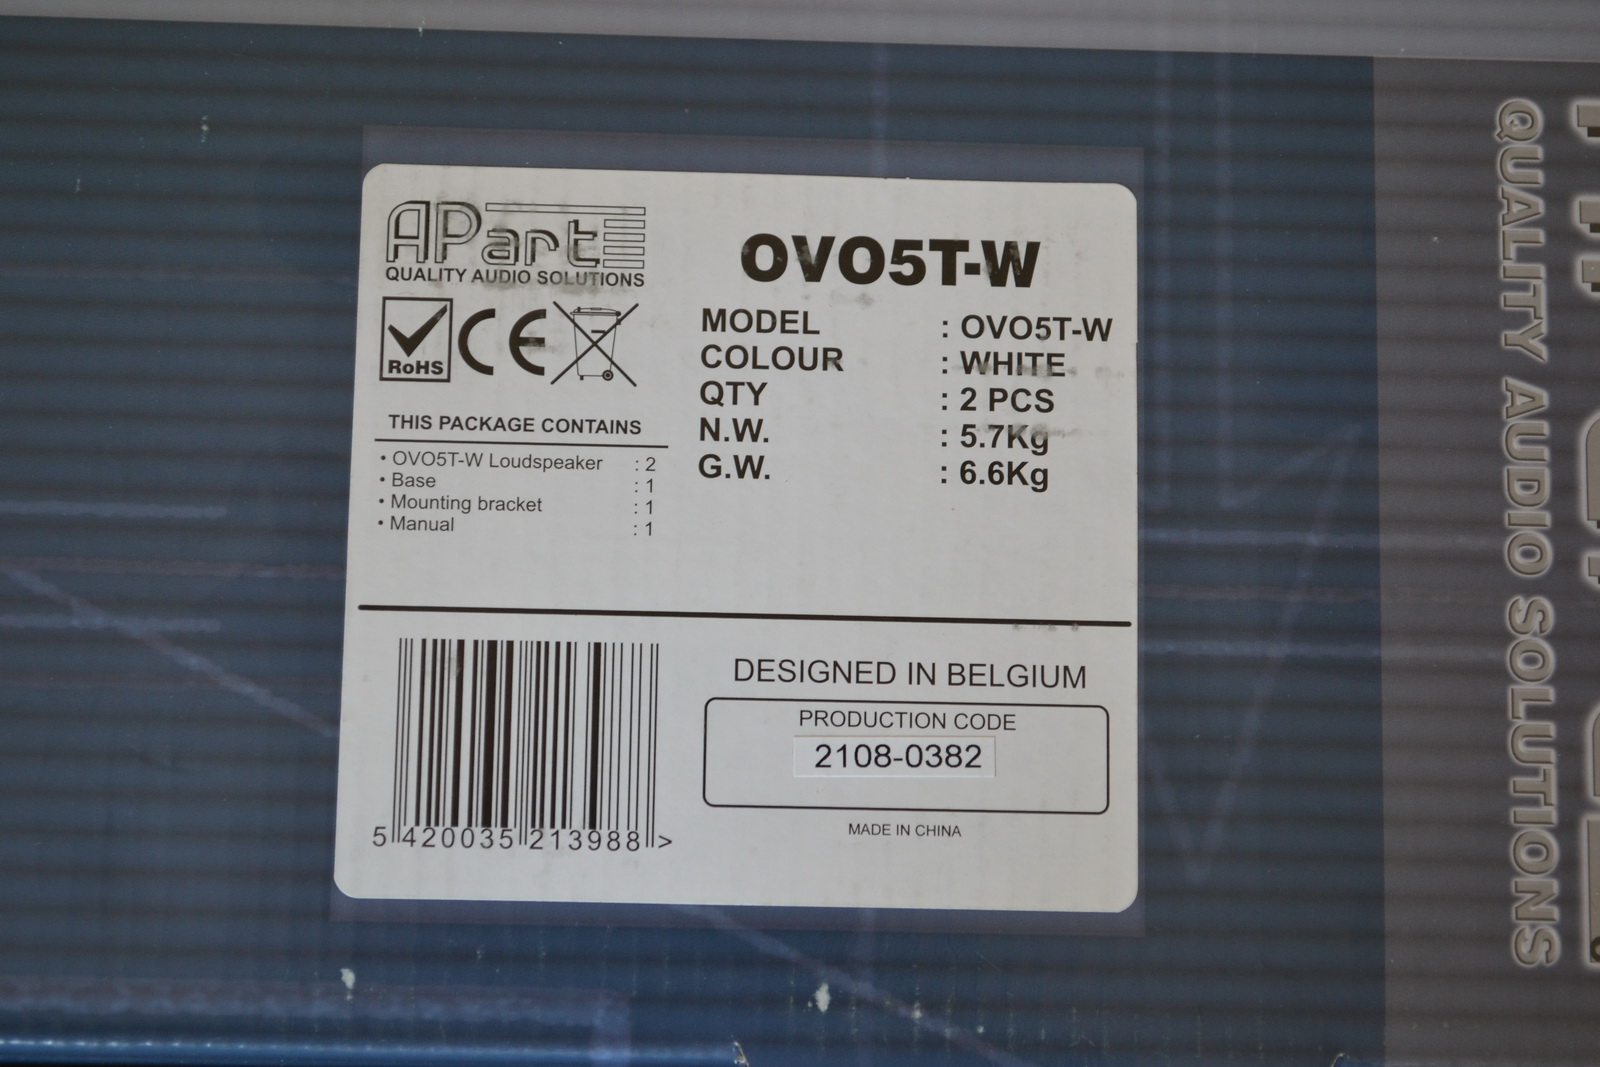 APart
QUALITY AUDIO SOLUTIONS
RoHS CE
THIS PACKAGE CONTAINS
• OVO5T-W Loudspeaker : 2
• Base : 1
• Mounting bracket : 1
• Manual : 1
OVO5T-W
MODEL : OVO5T-W
COLOUR : WHITE
QTY : 2 PCS
N.W. : 5.7Kg
G.W. : 6.6Kg
5 420035 213988 >
DESIGNED IN BELGIUM
PRODUCTION CODE
2108-0382
MADE IN CHINA
QUALITY AUDIO SOLUTIONS